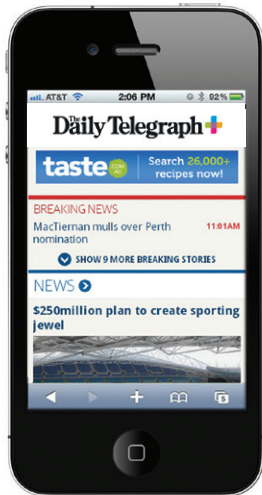 AT&T 2:06 PM 92%
The
Daily Telegraph+
taste.COM.AU Search 26,000+
recipes now!
BREAKING NEWS
MacTiernan mulls over Perth 11:01AM
nomination
SHOW 9 MORE BREAKING STORIES
NEWS
$250million plan to create sporting
jewel